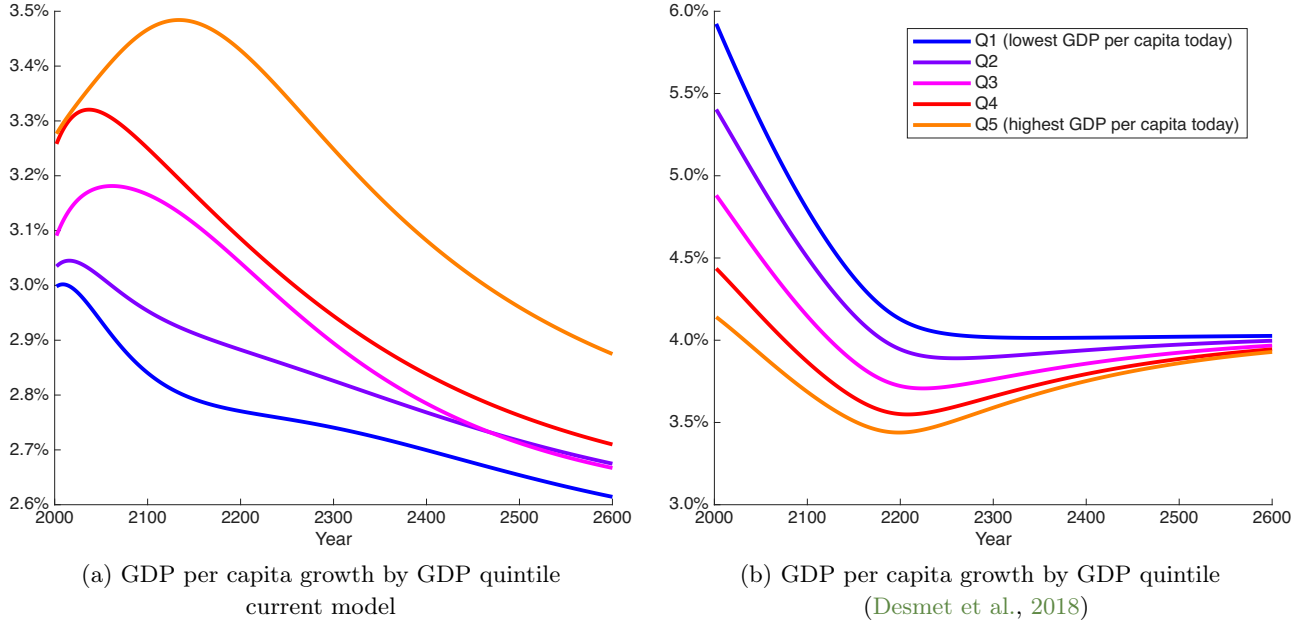 3.5%
3.4%
3.3%
3.2%
3.1%
3.0%
2.9%
2.8%
2.7%
2.6%
2000 2100 2200 2300 2400 2500 2600
Year
(a) GDP per capita growth by GDP quintile
current model
6.0%
5.5%
5.0%
4.5%
4.0%
3.5%
3.0%
Q1 (lowest GDP per capita today)
Q2
Q3
Q4
Q5 (highest GDP per capita today)
2000 2100 2200 2300 2400 2500 2600
Year
(b) GDP per capita growth by GDP quintile
(Desmet et al., 2018)